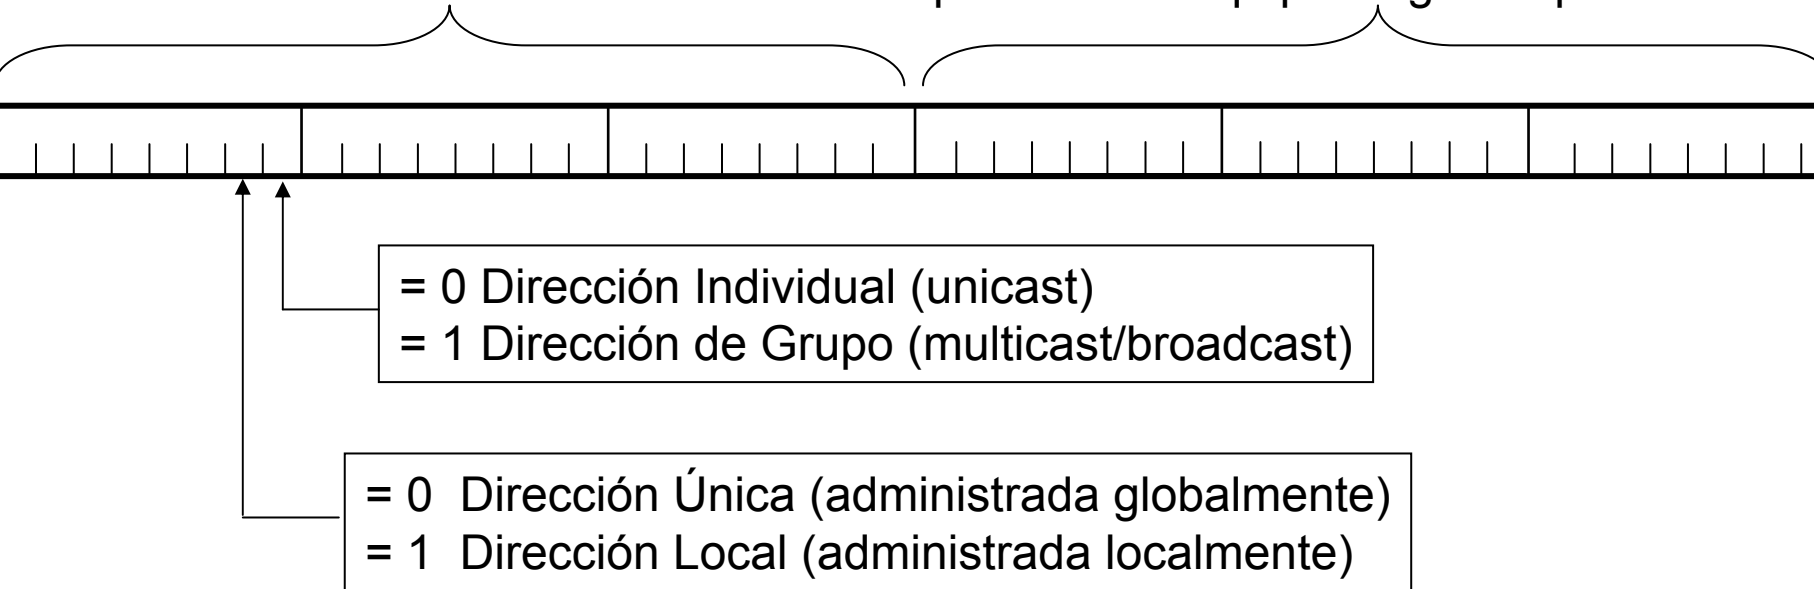 = 0 Dirección Individual (unicast)
= 1 Dirección de Grupo (multicast/broadcast)
= 0 Dirección Única (administrada globalmente)
= 1 Dirección Local (administrada localmente)